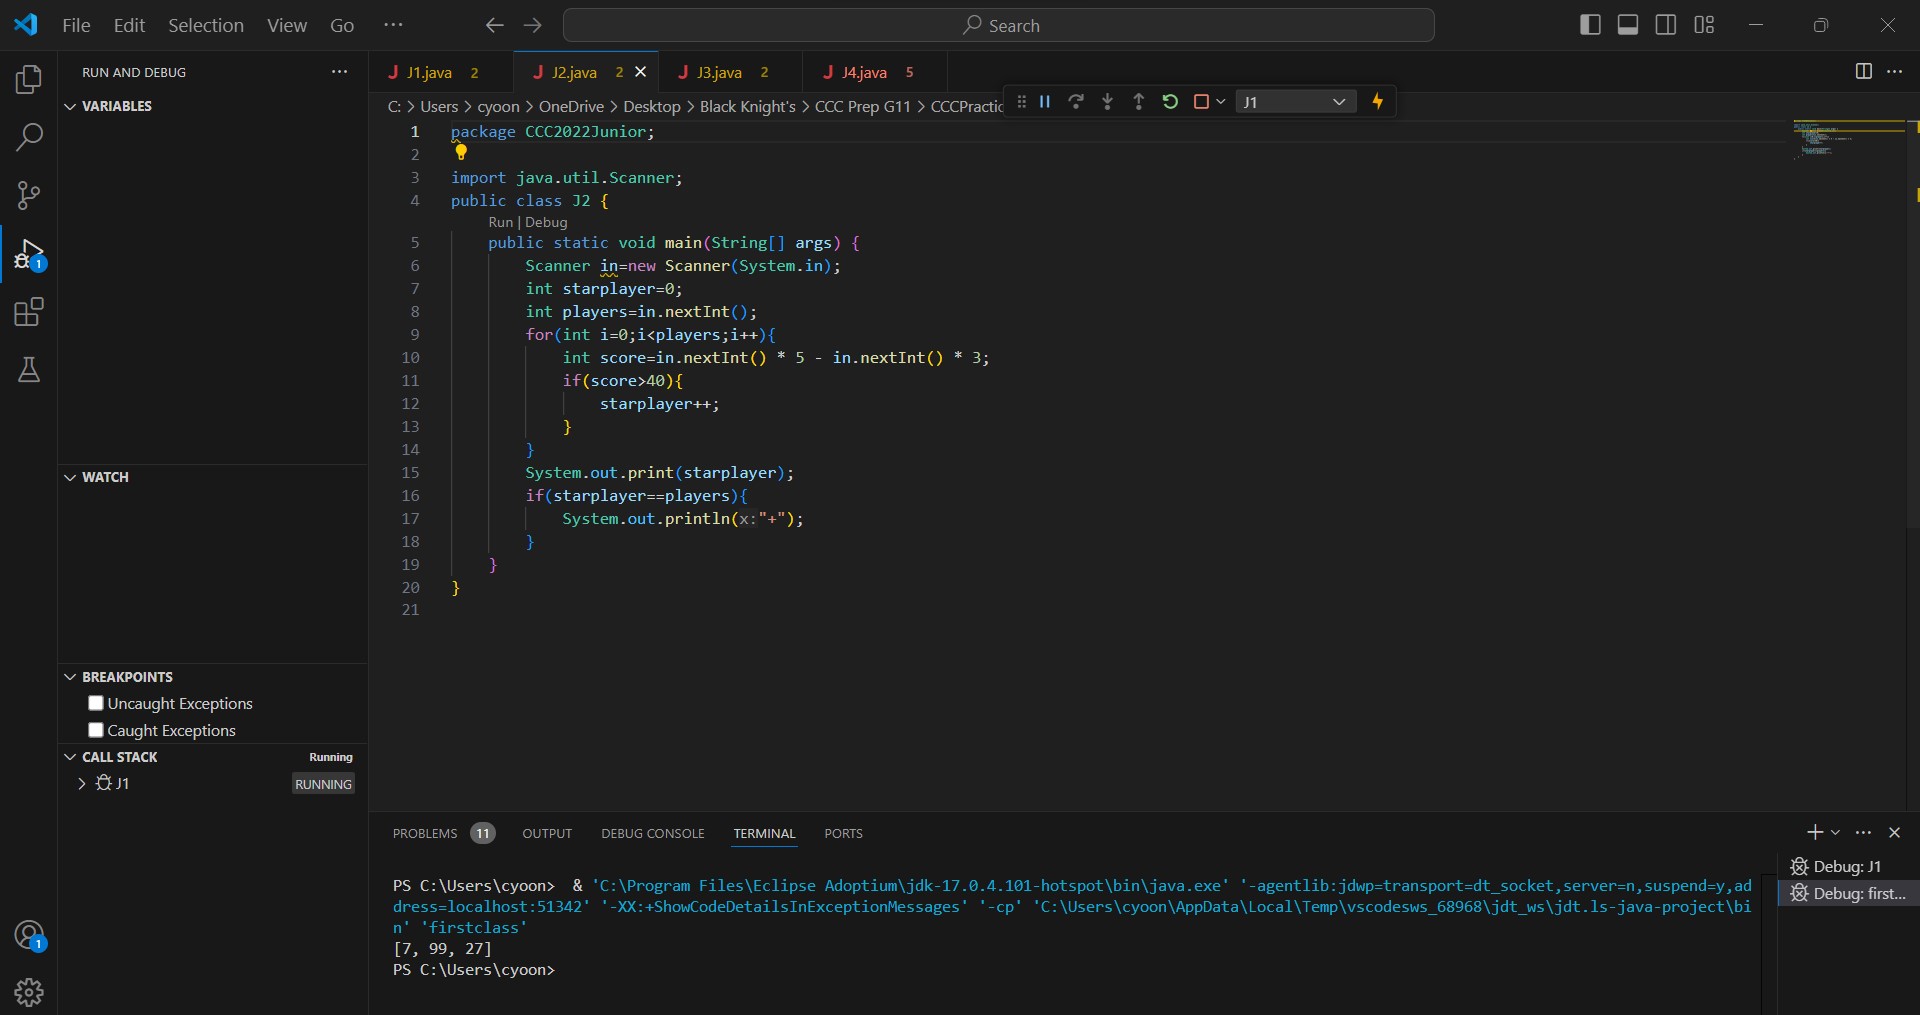 File Edit Selection View Go ···
Search
RUN AND DEBUG ···
VARIABLES
WATCH
BREAKPOINTS
Uncaught Exceptions
Caught Exceptions
CALL STACK Running
J1 RUNNING
1
1
J J1.java 2
J J2.java 2
J J3.java 2
J J4.java 5
C: > Users > cyoon > OneDrive > Desktop > Black Knight's > CCC Prep G11 > CCCPractic
J1
1 package CCC2022Junior;
2
3 import java.util.Scanner;
4 public class J2 {
Run | Debug
5 public static void main(String[] args) {
6 Scanner in=new Scanner(System.in);
7 int starplayer=0;
8 int players=in.nextInt();
9 for(int i=0;i<players;i++){
10 int score=in.nextInt() * 5 - in.nextInt() * 3;
11 if(score>40){
12 starplayer++;
13 }
14 }
15 System.out.print(starplayer);
16 if(starplayer==players){
17 System.out.println(x:"+");
18 }
19 }
20 }
21
PROBLEMS 11 OUTPUT DEBUG CONSOLE TERMINAL PORTS
PS C:\Users\cyoon>  & 'C:\Program Files\Eclipse Adoptium\jdk-17.0.4.101-hotspot\bin\java.exe' '-agentlib:jdwp=transport=dt_socket,server=n,suspend=y,ad
dress=localhost:51342' '-XX:+ShowCodeDetailsInExceptionMessages' '-cp' 'C:\Users\cyoon\AppData\Local\Temp\vscodesws_68968\jdt_ws\jdt.ls-java-project\bi
n' 'firstclass'
[7, 99, 27]
PS C:\Users\cyoon>
Debug: J1
Debug: first...